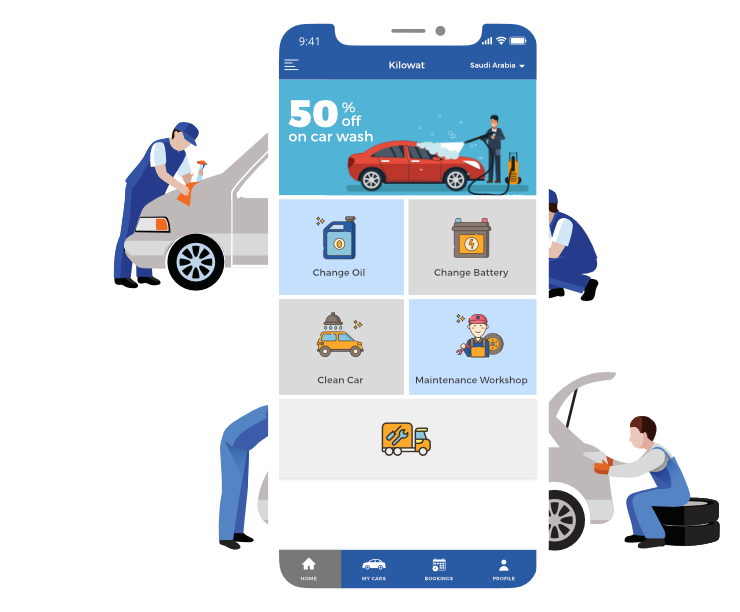 9:41
Kilowat
Saudi Arabia
50 % off
on car wash
Change Oil
Change Battery
Clean Car
Maintenance Workshop
HOME
MY CARS
BOOKINGS
PROFILE